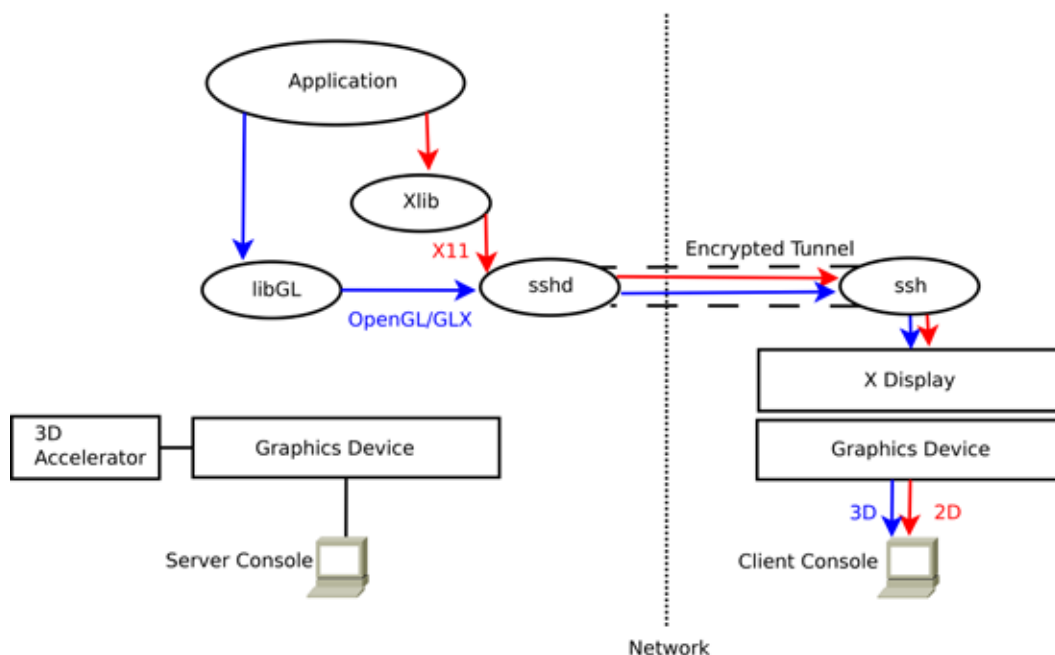 Application
Xlib
X11
Encrypted Tunnel
libGL
sshd
ssh
OpenGL/GLX
X Display
3D
Accelerator
Graphics Device
Graphics Device
3D
2D
Server Console
Client Console
Network